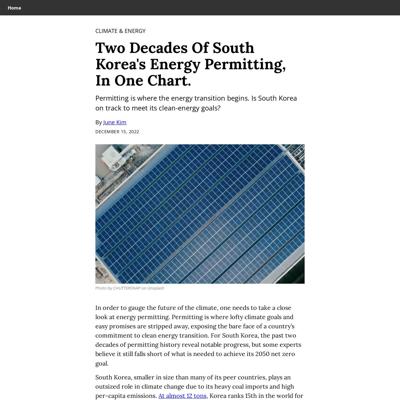 Home
CLIMATE & ENERGY
Two Decades Of South
Korea's Energy Permitting,
In One Chart.
Permitting is where the energy transition begins. Is South Korea
on track to meet its clean-energy goals?
By June Kim
DECEMBER 15, 2022
Photo by CHUTTERSNAP on Unsplash
In order to gauge the future of the climate, one needs to take a close
look at energy permitting. Permitting is where lofty climate goals and
easy promises are stripped away, exposing the bare face of a country's
commitment to clean energy transition. For South Korea, the past two
decades of permitting history reveal notable progress, but some experts
believe it still falls short of what is needed to achieve its 2050 net zero
goal.
South Korea, smaller in size than many of its peer countries, plays an
outsized role in climate change due to its heavy coal imports and high
per-capita emissions. At almost 12 tons, Korea ranks 15th in the world for